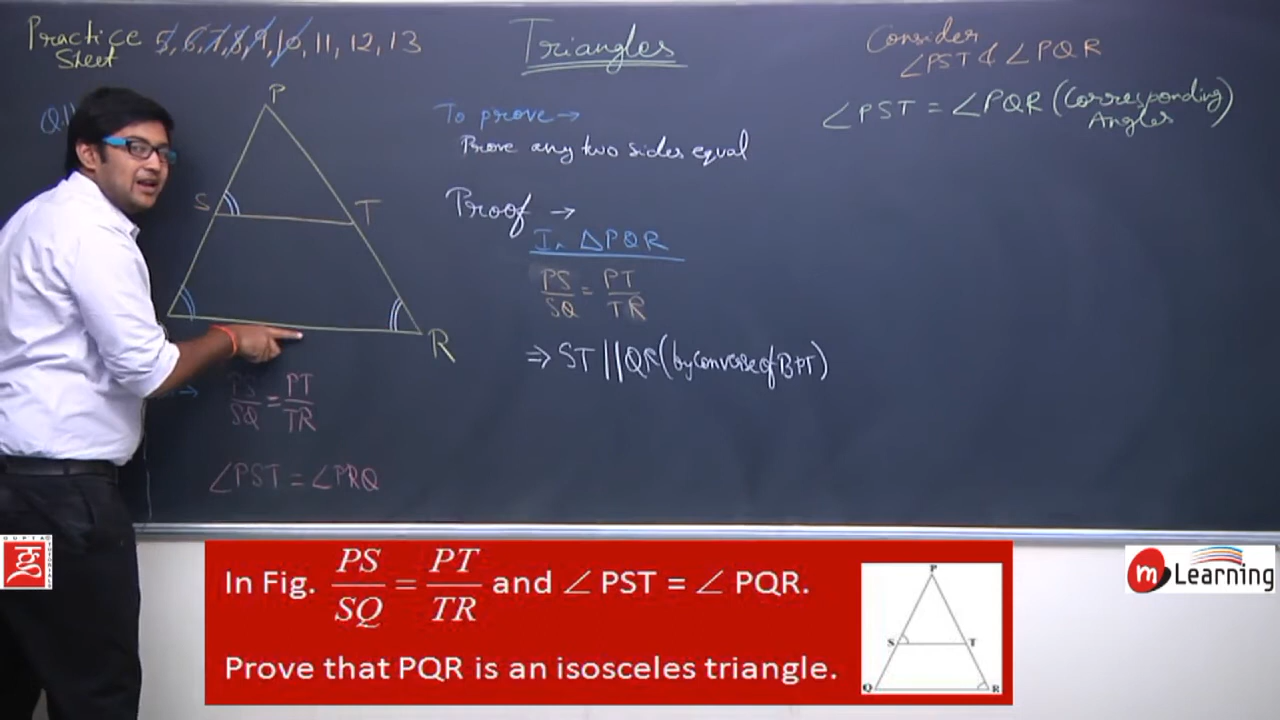 Practice 5, 6, 7, 8, 9, 10, 11, 12, 13
Sheet
Triangles
Consider
∠PST & ∠PQR
∠PST = ∠PQR (Corresponding
Angles)
P
S
T
R
To prove →
Prove any two sides equal
Proof →
In △PQR
PS/SQ = PT/TR
⇒ ST || QR (by Converse of BPT)
PS/SQ = PT/TR
∠PST = ∠PRQ
GUPTA
TUTORIALS
In Fig. PS/SQ = PT/TR and ∠ PST = ∠ PQR.
Prove that PQR is an isosceles triangle.
P
S
T
Q
R
m Learning